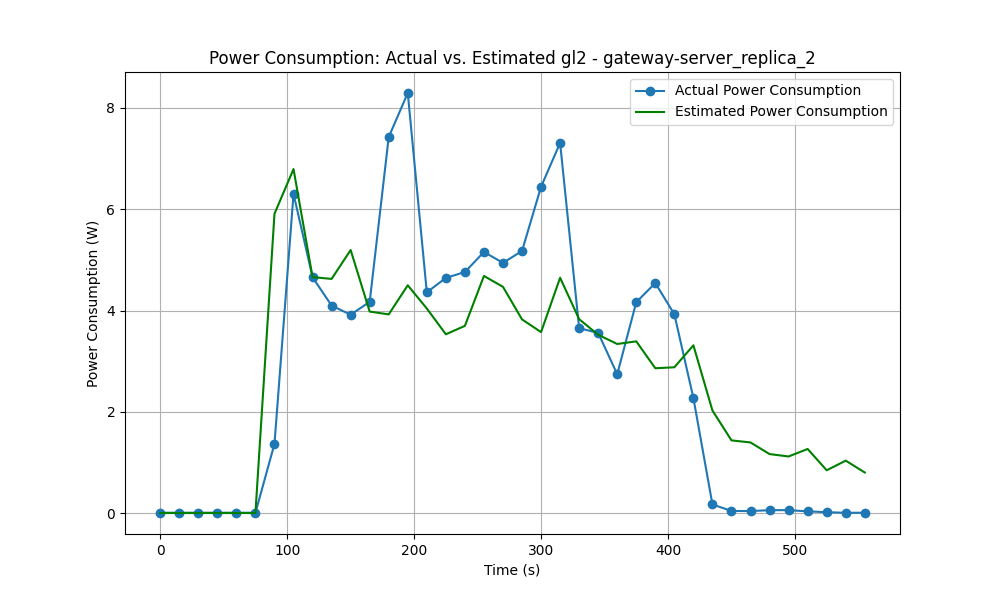 Power Consumption: Actual vs. Estimated gl2 - gateway-server_replica_2
Actual Power Consumption
Estimated Power Consumption
Power Consumption (W)
8
6
4
2
0
0 100 200 300 400 500
Time (s)